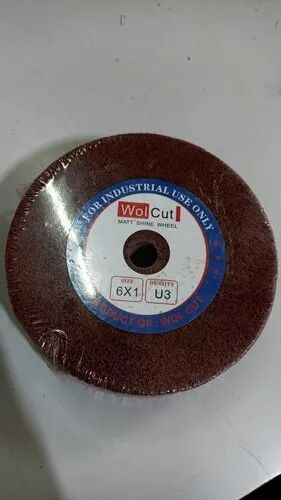 FOR INDUSTRIAL USE ONLY
Wol Cut
MATT SHINE WHEEL
SIZE DENSITY
6X1 U3
PRODUCT OF : WOL CUT